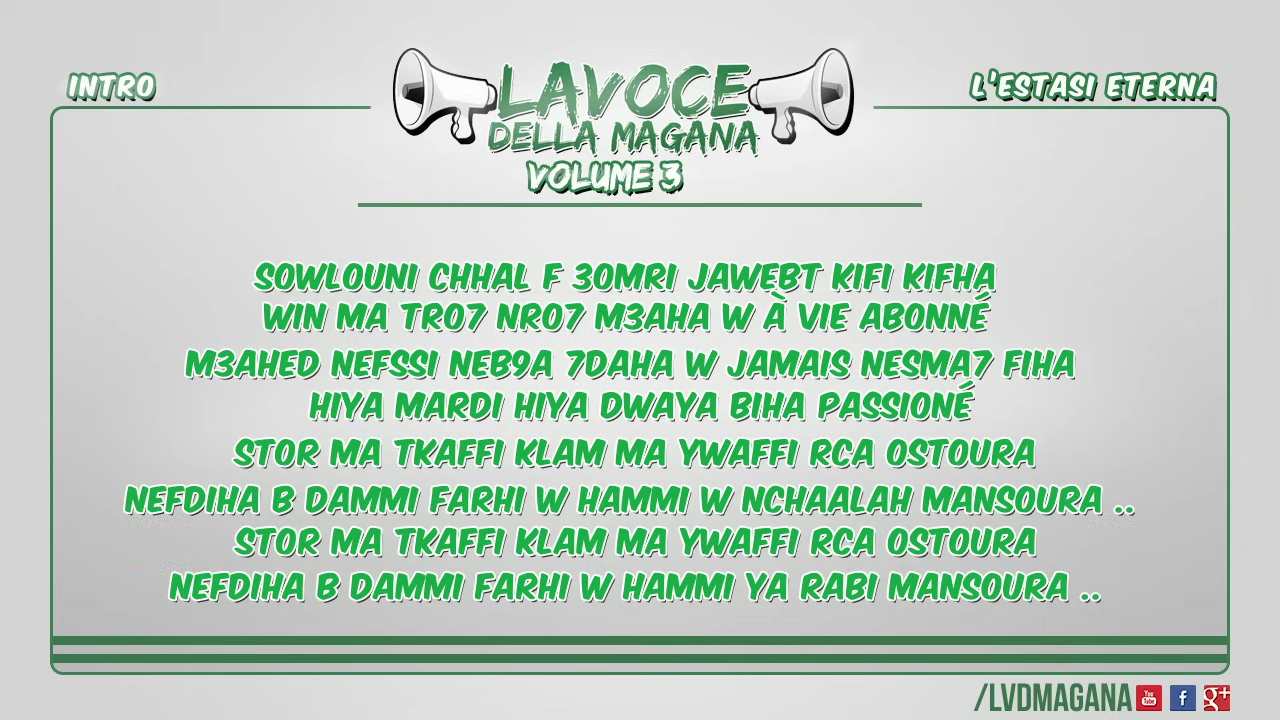 INTRO
L'ESTASI ETERNA
LAVOCE
DELLA MAGANA
VOLUME 3
SOWLOUNI CHHAL F 3OMRI JAWEBT KIFI KIFHA
WIN MA TRO7 NRO7 M3AHA W À VIE ABONNÉ
M3AHED NEFSSI NEB9A 7DAHA W JAMAIS NESMA7 FIHA
HIYA MARDI HIYA DWAYA BIHA PASSIONÉ
STOR MA TKAFFI KLAM MA YWAFFI RCA OSTOURA
NEFDIHA B DAMMI FARHI W HAMMI W NCHAALAH MANSOURA ..
STOR MA TKAFFI KLAM MA YWAFFI RCA OSTOURA
NEFDIHA B DAMMI FARHI W HAMMI YA RABI MANSOURA ..
/LVDMAGANA You Tube f g+